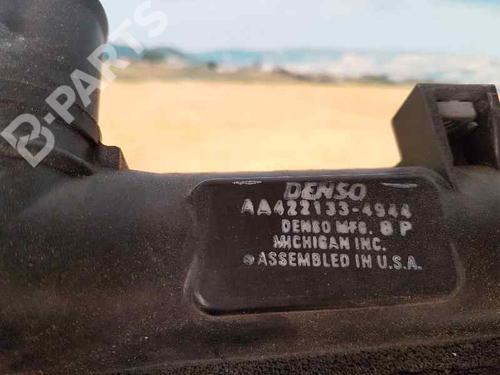 B-PARTS
DENSO
AA422133-4944
DENSO MFG. 8 P
MICHIGAN INC.
ASSEMBLED IN U.S.A.